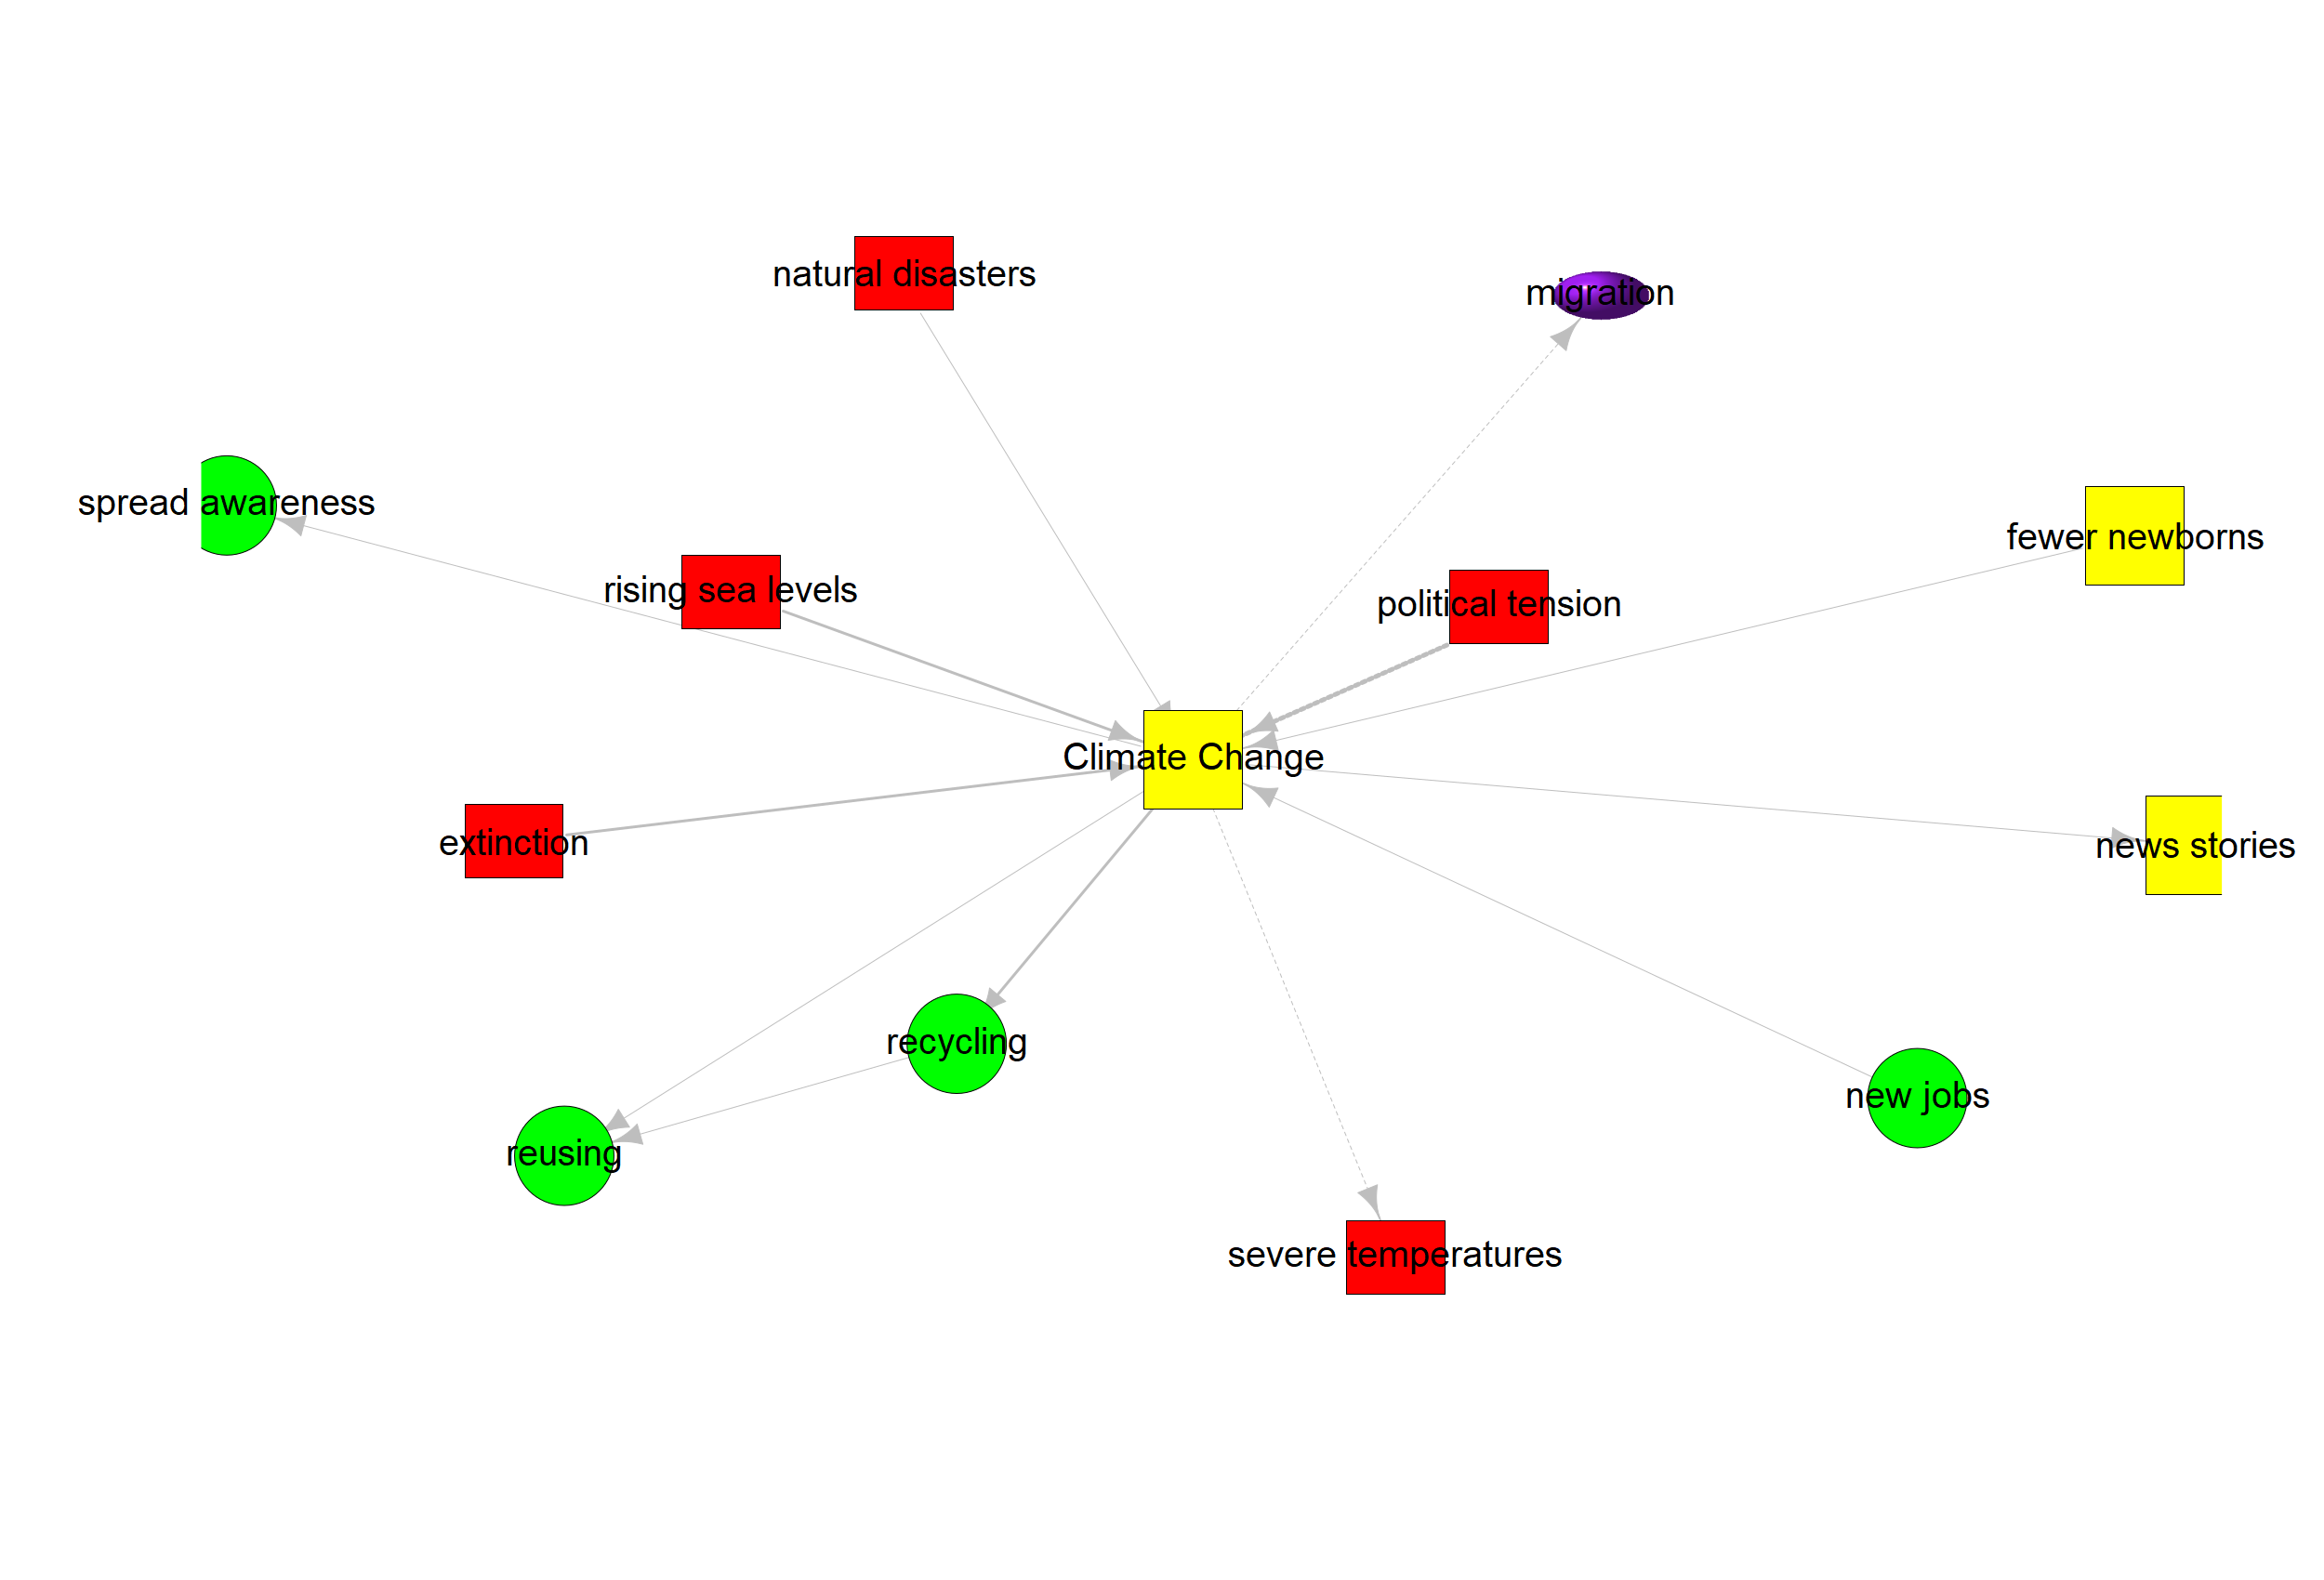 natural disasters
migration
spread awareness
fewer newborns
rising sea levels
political tension
Climate Change
extinction
news stories
recycling
new jobs
reusing
severe temperatures